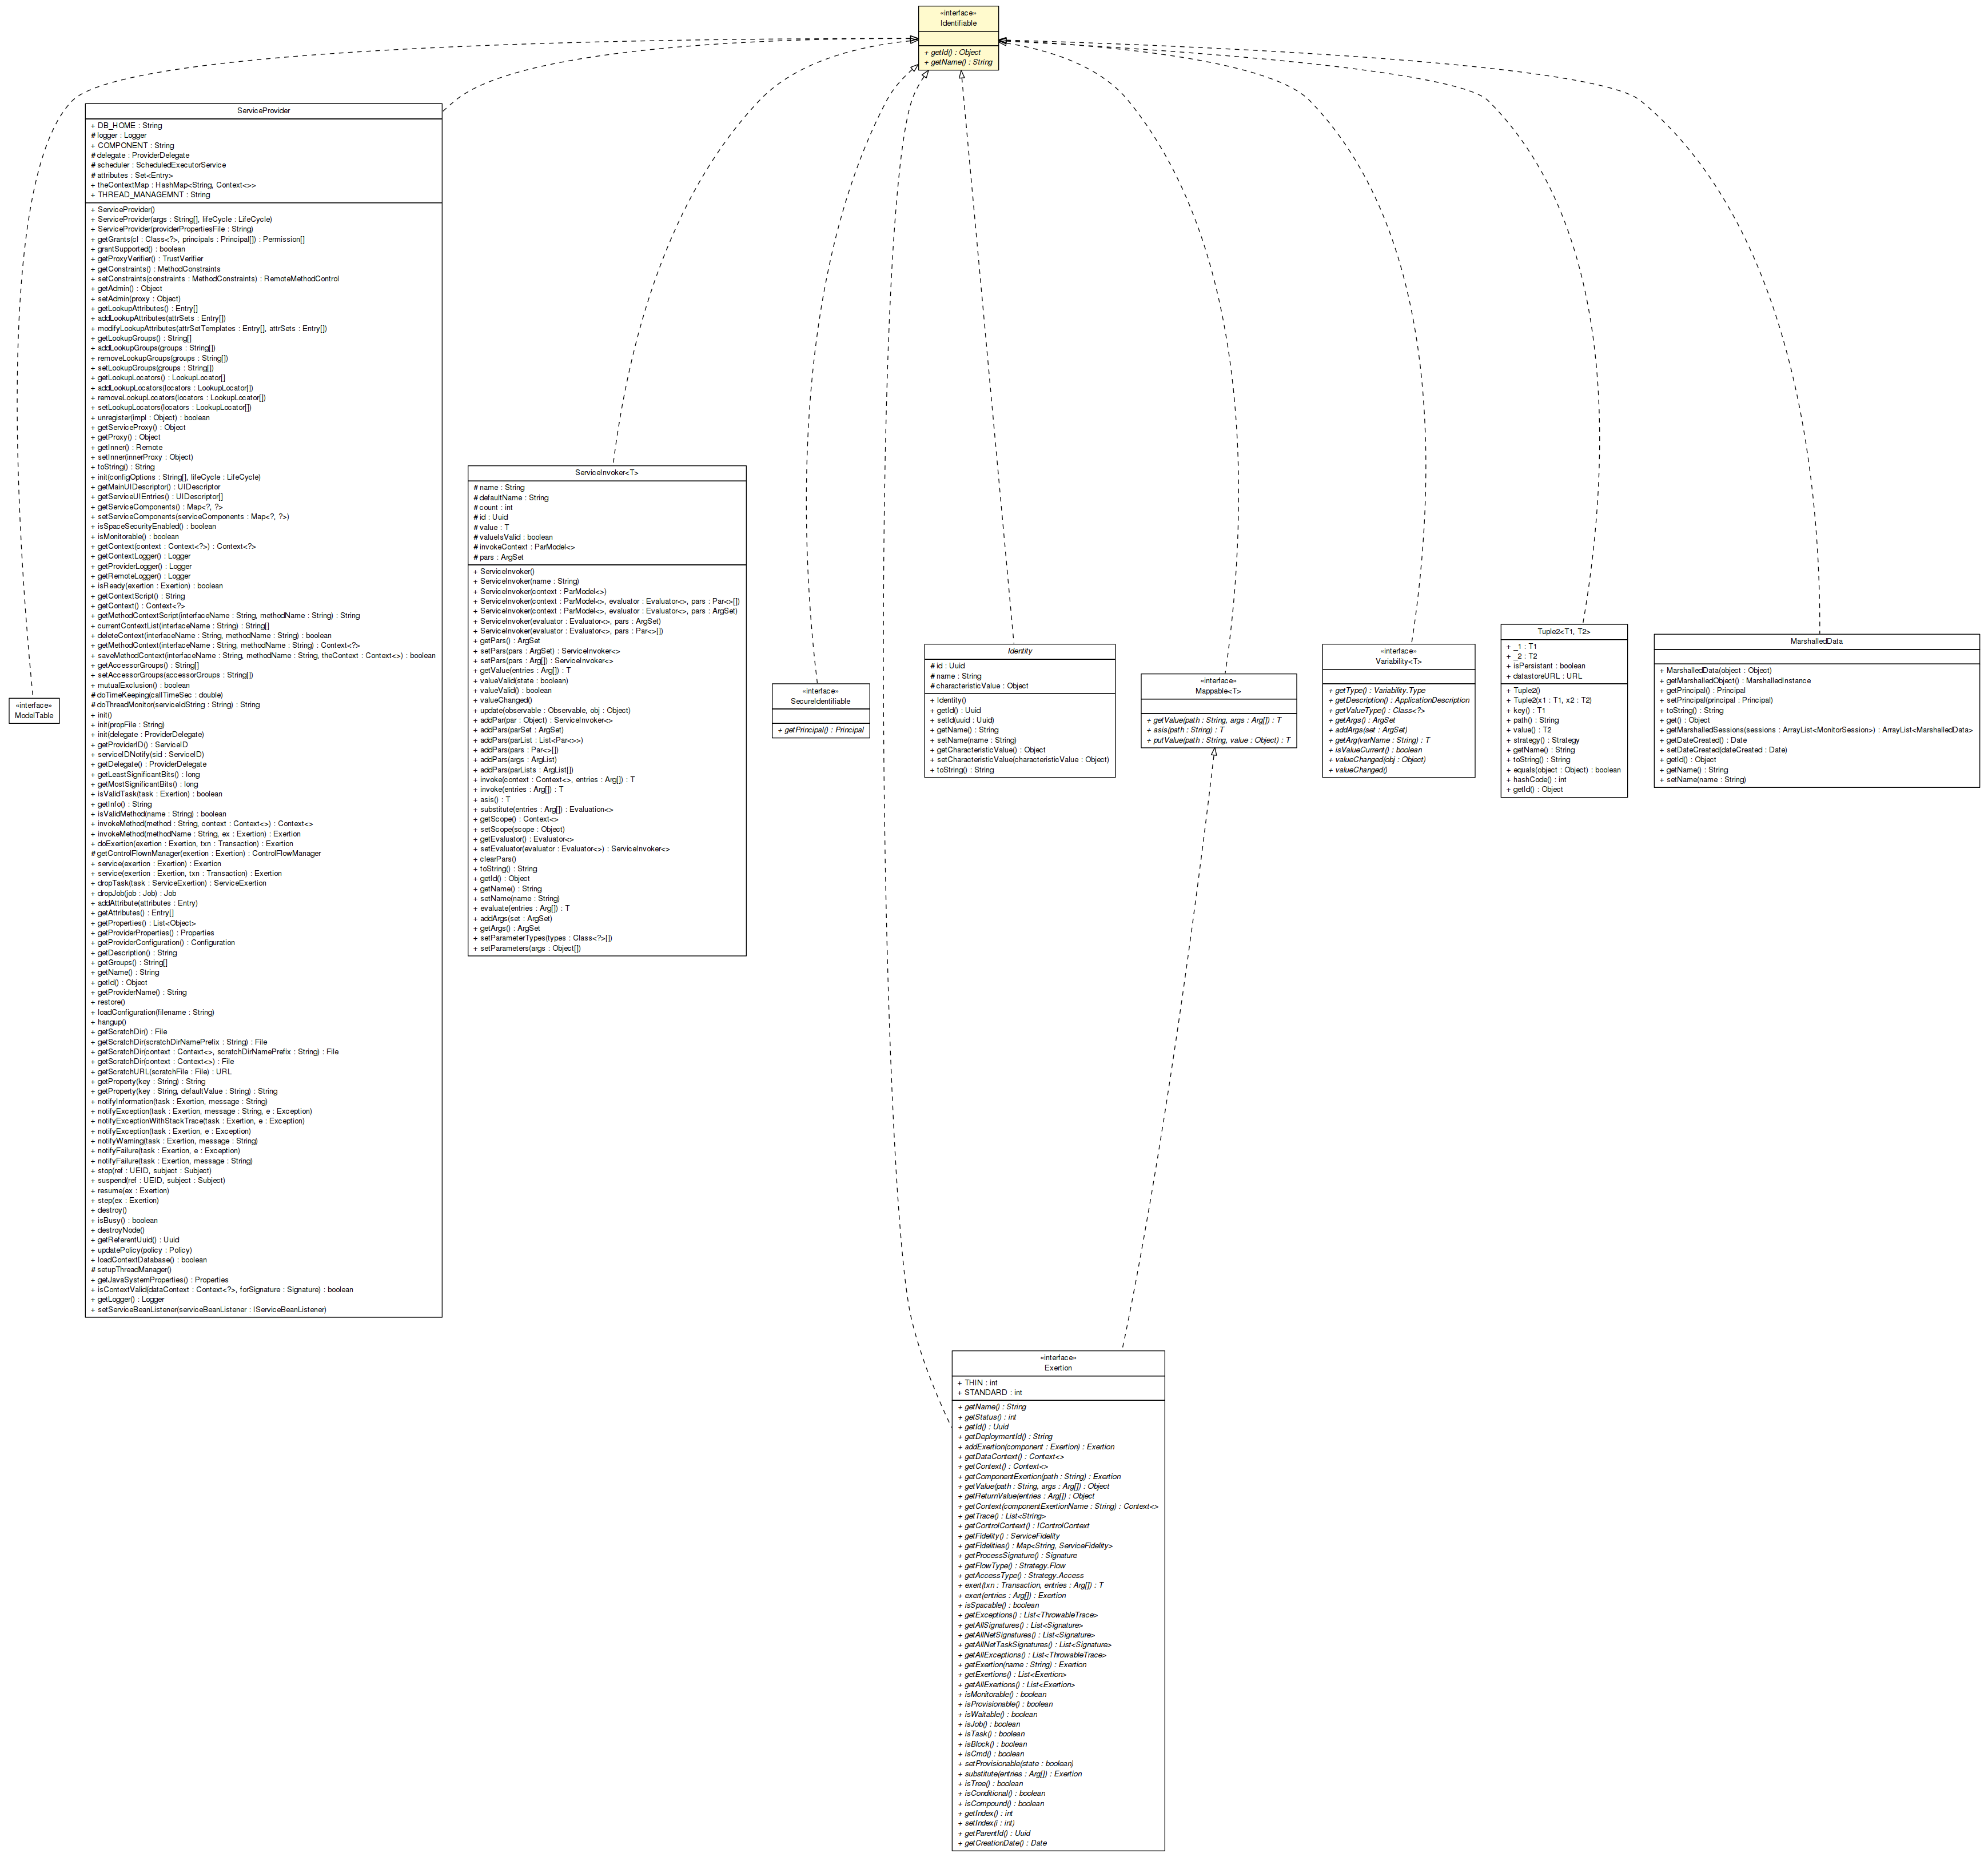 «interface»
Identifiable
+ getId() : Object
+ getName() : String
ServiceProvider
+ DB_HOME : String
# logger : Logger
+ COMPONENT : String
# delegate : ProviderDelegate
# scheduler : ScheduledExecutorService
# attributes : Set<Entry>
+ theContextMap : HashMap<String, Context<>>
+ THREAD_MANAGEMNT : String
+ ServiceProvider()
+ ServiceProvider(args : String[], lifeCycle : LifeCycle)
+ ServiceProvider(providerPropertiesFile : String)
+ getGrants(cl : Class<?>, principals : Principal[]) : Permission[]
+ grantSupported() : boolean
+ getProxyVerifier() : TrustVerifier
+ getConstraints() : MethodConstraints
+ setConstraints(constraints : MethodConstraints) : RemoteMethodControl
+ getAdmin() : Object
+ setAdmin(proxy : Object)
+ getLookupAttributes() : Entry[]
+ addLookupAttributes(attrSets : Entry[])
+ modifyLookupAttributes(attrSetTemplates : Entry[], attrSets : Entry[])
+ getLookupGroups() : String[]
+ addLookupGroups(groups : String[])
+ removeLookupGroups(groups : String[])
+ setLookupGroups(groups : String[])
+ getLookupLocators() : LookupLocator[]
+ addLookupLocators(locators : LookupLocator[])
+ removeLookupLocators(locators : LookupLocator[])
+ setLookupLocators(locators : LookupLocator[])
+ unregister(impl : Object) : boolean
+ getServiceProxy() : Object
+ getProxy() : Object
+ getInner() : Remote
+ setInner(innerProxy : Object)
+ toString() : String
+ init(configOptions : String[], lifeCycle : LifeCycle)
+ getMainUIDescriptor() : UIDescriptor
+ getServiceUIEntries() : UIDescriptor[]
+ getServiceComponents() : Map<?, ?>
+ setServiceComponents(serviceComponents : Map<?, ?>)
+ isSpaceSecurityEnabled() : boolean
+ isMonitorable() : boolean
+ getContext(context : Context<?>) : Context<?>
+ getContextLogger() : Logger
+ getProviderLogger() : Logger
+ getRemoteLogger() : Logger
+ isReady(exertion : Exertion) : boolean
+ getContextScript() : String
+ getContext() : Context<?>
+ getMethodContextScript(interfaceName : String, methodName : String) : String
+ currentContextList(interfaceName : String) : String[]
+ deleteContext(interfaceName : String, methodName : String) : boolean
+ getMethodContext(interfaceName : String, methodName : String) : Context<?>
+ saveMethodContext(interfaceName : String, methodName : String, theContext : Context<>) : boolean
+ getAccessorGroups() : String[]
+ setAccessorGroups(accessorGroups : String[])
+ mutualExclusion() : boolean
# doTimeKeeping(callTimeSec : double)
# doThreadMonitor(serviceIdString : String) : String
+ init()
+ init(propFile : String)
+ init(delegate : ProviderDelegate)
+ getProviderID() : ServiceID
+ serviceIDNotify(sid : ServiceID)
+ getDelegate() : ProviderDelegate
+ getLeastSignificantBits() : long
+ getMostSignificantBits() : long
+ isValidTask(task : Exertion) : boolean
+ getInfo() : String
+ isValidMethod(name : String) : boolean
+ invokeMethod(method : String, context : Context<>) : Context<>
+ invokeMethod(methodName : String, ex : Exertion) : Exertion
+ doExertion(exertion : Exertion, txn : Transaction) : Exertion
# getControlFlownManager(exertion : Exertion) : ControlFlowManager
+ service(exertion : Exertion) : Exertion
+ service(exertion : Exertion, txn : Transaction) : Exertion
+ dropTask(task : ServiceExertion) : ServiceExertion
+ dropJob(job : Job) : Job
+ addAttribute(attributes : Entry)
+ getAttributes() : Entry[]
+ getProperties() : List<Object>
+ getProviderProperties() : Properties
+ getProviderConfiguration() : Configuration
+ getDescription() : String
+ getGroups() : String[]
+ getName() : String
+ getId() : Object
+ getProviderName() : String
+ restore()
+ loadConfiguration(filename : String)
+ hangup()
+ getScratchDir() : File
+ getScratchDir(scratchDirNamePrefix : String) : File
+ getScratchDir(context : Context<>, scratchDirNamePrefix : String) : File
+ getScratchDir(context : Context<>) : File
+ getScratchURL(scratchFile : File) : URL
+ getProperty(key : String) : String
+ getProperty(key : String, defaultValue : String) : String
+ notifyInformation(task : Exertion, message : String)
+ notifyException(task : Exertion, message : String, e : Exception)
+ notifyExceptionWithStackTrace(task : Exertion, e : Exception)
+ notifyException(task : Exertion, e : Exception)
+ notifyWarning(task : Exertion, message : String)
+ notifyFailure(task : Exertion, e : Exception)
+ notifyFailure(task : Exertion, message : String)
+ stop(ref : UEID, subject : Subject)
+ suspend(ref : UEID, subject : Subject)
+ resume(ex : Exertion)
+ step(ex : Exertion)
+ destroy()
+ isBusy() : boolean
+ destroyNode()
+ getReferentUuid() : Uuid
+ updatePolicy(policy : Policy)
+ loadContextDatabase() : boolean
# setupThreadManager()
+ getJavaSystemProperties() : Properties
+ isContextValid(dataContext : Context<?>, forSignature : Signature) : boolean
+ getLogger() : Logger
+ setServiceBeanListener(serviceBeanListener : IServiceBeanListener)
«interface»
ModelTable
ServiceInvoker<T>
# name : String
# defaultName : String
# count : int
# id : Uuid
# value : T
# valueIsValid : boolean
# invokeContext : ParModel<>
# pars : ArgSet
+ ServiceInvoker()
+ ServiceInvoker(name : String)
+ ServiceInvoker(context : ParModel<>)
+ ServiceInvoker(context : ParModel<>, evaluator : Evaluator<>, pars : Par<>[])
+ ServiceInvoker(context : ParModel<>, evaluator : Evaluator<>, pars : ArgSet)
+ ServiceInvoker(evaluator : Evaluator<>, pars : ArgSet)
+ ServiceInvoker(evaluator : Evaluator<>, pars : Par<>[])
+ getPars() : ArgSet
+ setPars(pars : ArgSet) : ServiceInvoker<>
+ setPars(pars : Arg[]) : ServiceInvoker<>
+ getValue(entries : Arg[]) : T
+ valueValid(state : boolean)
+ valueValid() : boolean
+ valueChanged()
+ update(observable : Observable, obj : Object)
+ addPar(par : Object) : ServiceInvoker<>
+ addPars(parSet : ArgSet)
+ addPars(parList : List<Par<>>)
+ addPars(pars : Par<>[])
+ addPars(args : ArgList)
+ addPars(parLists : ArgList[])
+ invoke(context : Context<>, entries : Arg[]) : T
+ invoke(entries : Arg[]) : T
+ asis() : T
+ substitute(entries : Arg[]) : Evaluation<>
+ getScope() : Context<>
+ setScope(scope : Object)
+ getEvaluator() : Evaluator<>
+ setEvaluator(evaluator : Evaluator<>) : ServiceInvoker<>
+ clearPars()
+ toString() : String
+ getId() : Object
+ getName() : String
+ setName(name : String)
+ evaluate(entries : Arg[]) : T
+ addArgs(set : ArgSet)
+ getArgs() : ArgSet
+ setParameterTypes(types : Class<?>[])
+ setParameters(args : Object[])
«interface»
SecureIdentifiable
+ getPrincipal() : Principal
Identity
# id : Uuid
# name : String
# characteristicValue : Object
+ Identity()
+ getId() : Uuid
+ setId(uuid : Uuid)
+ getName() : String
+ setName(name : String)
+ getCharacteristicValue() : Object
+ setCharacteristicValue(characteristicValue : Object)
+ toString() : String
«interface»
Mappable<T>
+ getValue(path : String, args : Arg[]) : T
+ asis(path : String) : T
+ putValue(path : String, value : Object) : T
«interface»
Variability<T>
+ getType() : Variability.Type
+ getDescription() : ApplicationDescription
+ getValueType() : Class<?>
+ getArgs() : ArgSet
+ addArgs(set : ArgSet)
+ getArg(varName : String) : T
+ isValueCurrent() : boolean
+ valueChanged(obj : Object)
+ valueChanged()
Tuple2<T1, T2>
+ _1 : T1
+ _2 : T2
+ isPersistant : boolean
+ datastoreURL : URL
+ Tuple2()
+ Tuple2(x1 : T1, x2 : T2)
+ key() : T1
+ path() : String
+ value() : T2
+ strategy() : Strategy
+ getName() : String
+ toString() : String
+ equals(object : Object) : boolean
+ hashCode() : int
+ getId() : Object
MarshalledData
+ MarshalledData(object : Object)
+ getMarshalledObject() : MarshalledInstance
+ getPrincipal() : Principal
+ setPrincipal(principal : Principal)
+ toString() : String
+ get() : Object
+ getMarshalledSessions(sessions : ArrayList<MonitorSession>) : ArrayList<MarshalledData>
+ getDateCreated() : Date
+ setDateCreated(dateCreated : Date)
+ getId() : Object
+ getName() : String
+ setName(name : String)
«interface»
Exertion
+ THIN : int
+ STANDARD : int
+ getName() : String
+ getStatus() : int
+ getId() : Uuid
+ getDeploymentId() : String
+ addExertion(component : Exertion) : Exertion
+ getDataContext() : Context<>
+ getContext() : Context<>
+ getComponentExertion(path : String) : Exertion
+ getValue(path : String, args : Arg[]) : Object
+ getReturnValue(entries : Arg[]) : Object
+ getContext(componentExertionName : String) : Context<>
+ getTrace() : List<String>
+ getControlContext() : IControlContext
+ getFidelity() : ServiceFidelity
+ getFidelities() : Map<String, ServiceFidelity>
+ getProcessSignature() : Signature
+ getFlowType() : Strategy.Flow
+ getAccessType() : Strategy.Access
+ exert(txn : Transaction, entries : Arg[]) : T
+ exert(entries : Arg[]) : Exertion
+ isSpacable() : boolean
+ getExceptions() : List<ThrowableTrace>
+ getAllSignatures() : List<Signature>
+ getAllNetSignatures() : List<Signature>
+ getAllNetTaskSignatures() : List<Signature>
+ getAllExceptions() : List<ThrowableTrace>
+ getExertion(name : String) : Exertion
+ getExertions() : List<Exertion>
+ getAllExertions() : List<Exertion>
+ isMonitorable() : boolean
+ isProvisionable() : boolean
+ isWaitable() : boolean
+ isJob() : boolean
+ isTask() : boolean
+ isBlock() : boolean
+ isCmd() : boolean
+ setProvisionable(state : boolean)
+ substitute(entries : Arg[]) : Exertion
+ isTree() : boolean
+ isConditional() : boolean
+ isCompound() : boolean
+ getIndex() : int
+ setIndex(i : int)
+ getParentId() : Uuid
+ getCreationDate() : Date